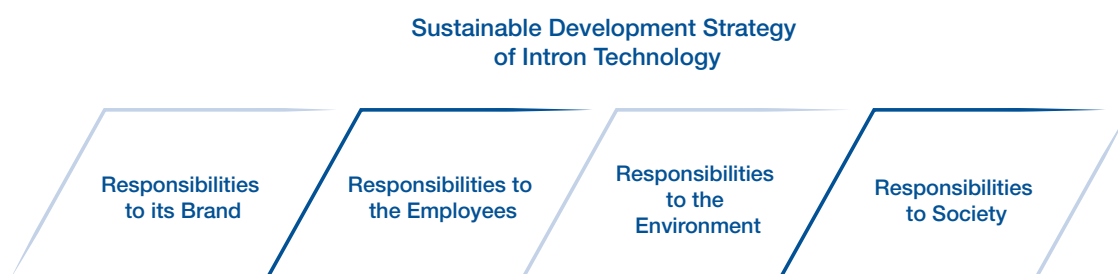 Sustainable Development Strategy
of Intron Technology
Responsibilities
to its Brand
Responsibilities to
the Employees
Responsibilities
to the
Environment
Responsibilities
to Society